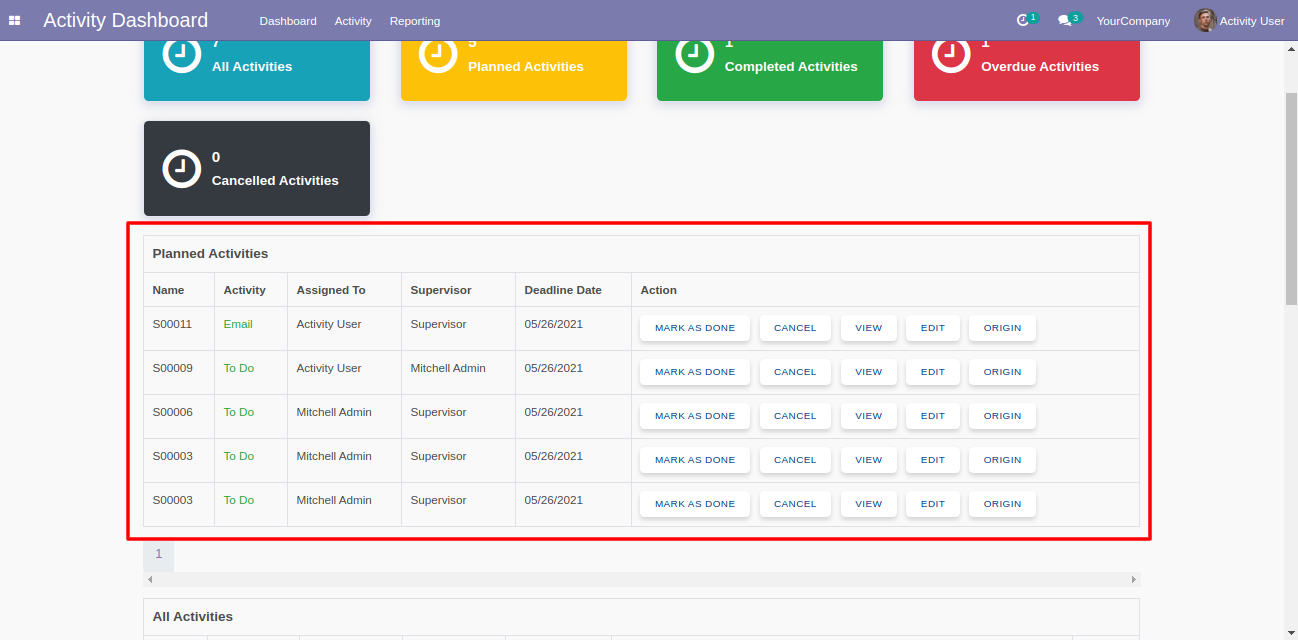 Activity Dashboard Dashboard Activity Reporting 1 3 YourCompany Activity User
7 5 1 1
All Activities Planned Activities Completed Activities Overdue Activities
0
Cancelled Activities
Planned Activities
Name Activity Assigned To Supervisor Deadline Date Action
S00011 Email Activity User Supervisor 05/26/2021 MARK AS DONE CANCEL VIEW EDIT ORIGIN
S00009 To Do Activity User Mitchell Admin 05/26/2021 MARK AS DONE CANCEL VIEW EDIT ORIGIN
S00006 To Do Mitchell Admin Supervisor 05/26/2021 MARK AS DONE CANCEL VIEW EDIT ORIGIN
S00003 To Do Mitchell Admin Supervisor 05/26/2021 MARK AS DONE CANCEL VIEW EDIT ORIGIN
S00003 To Do Mitchell Admin Supervisor 05/26/2021 MARK AS DONE CANCEL VIEW EDIT ORIGIN
1
All Activities